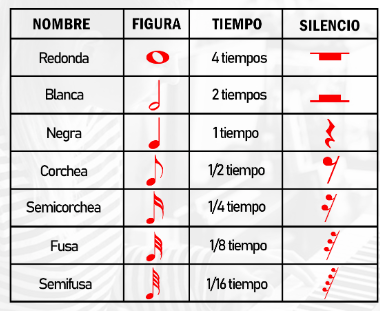 NOMBRE FIGURA TIEMPO SILENCIO
Redonda 4 tiempos
Blanca 2 tiempos
Negra 1 tiempo
Corchea 1/2 tiempo
Semicorchea 1/4 tiempo
Fusa 1/8 tiempo
Semifusa 1/16 tiempo